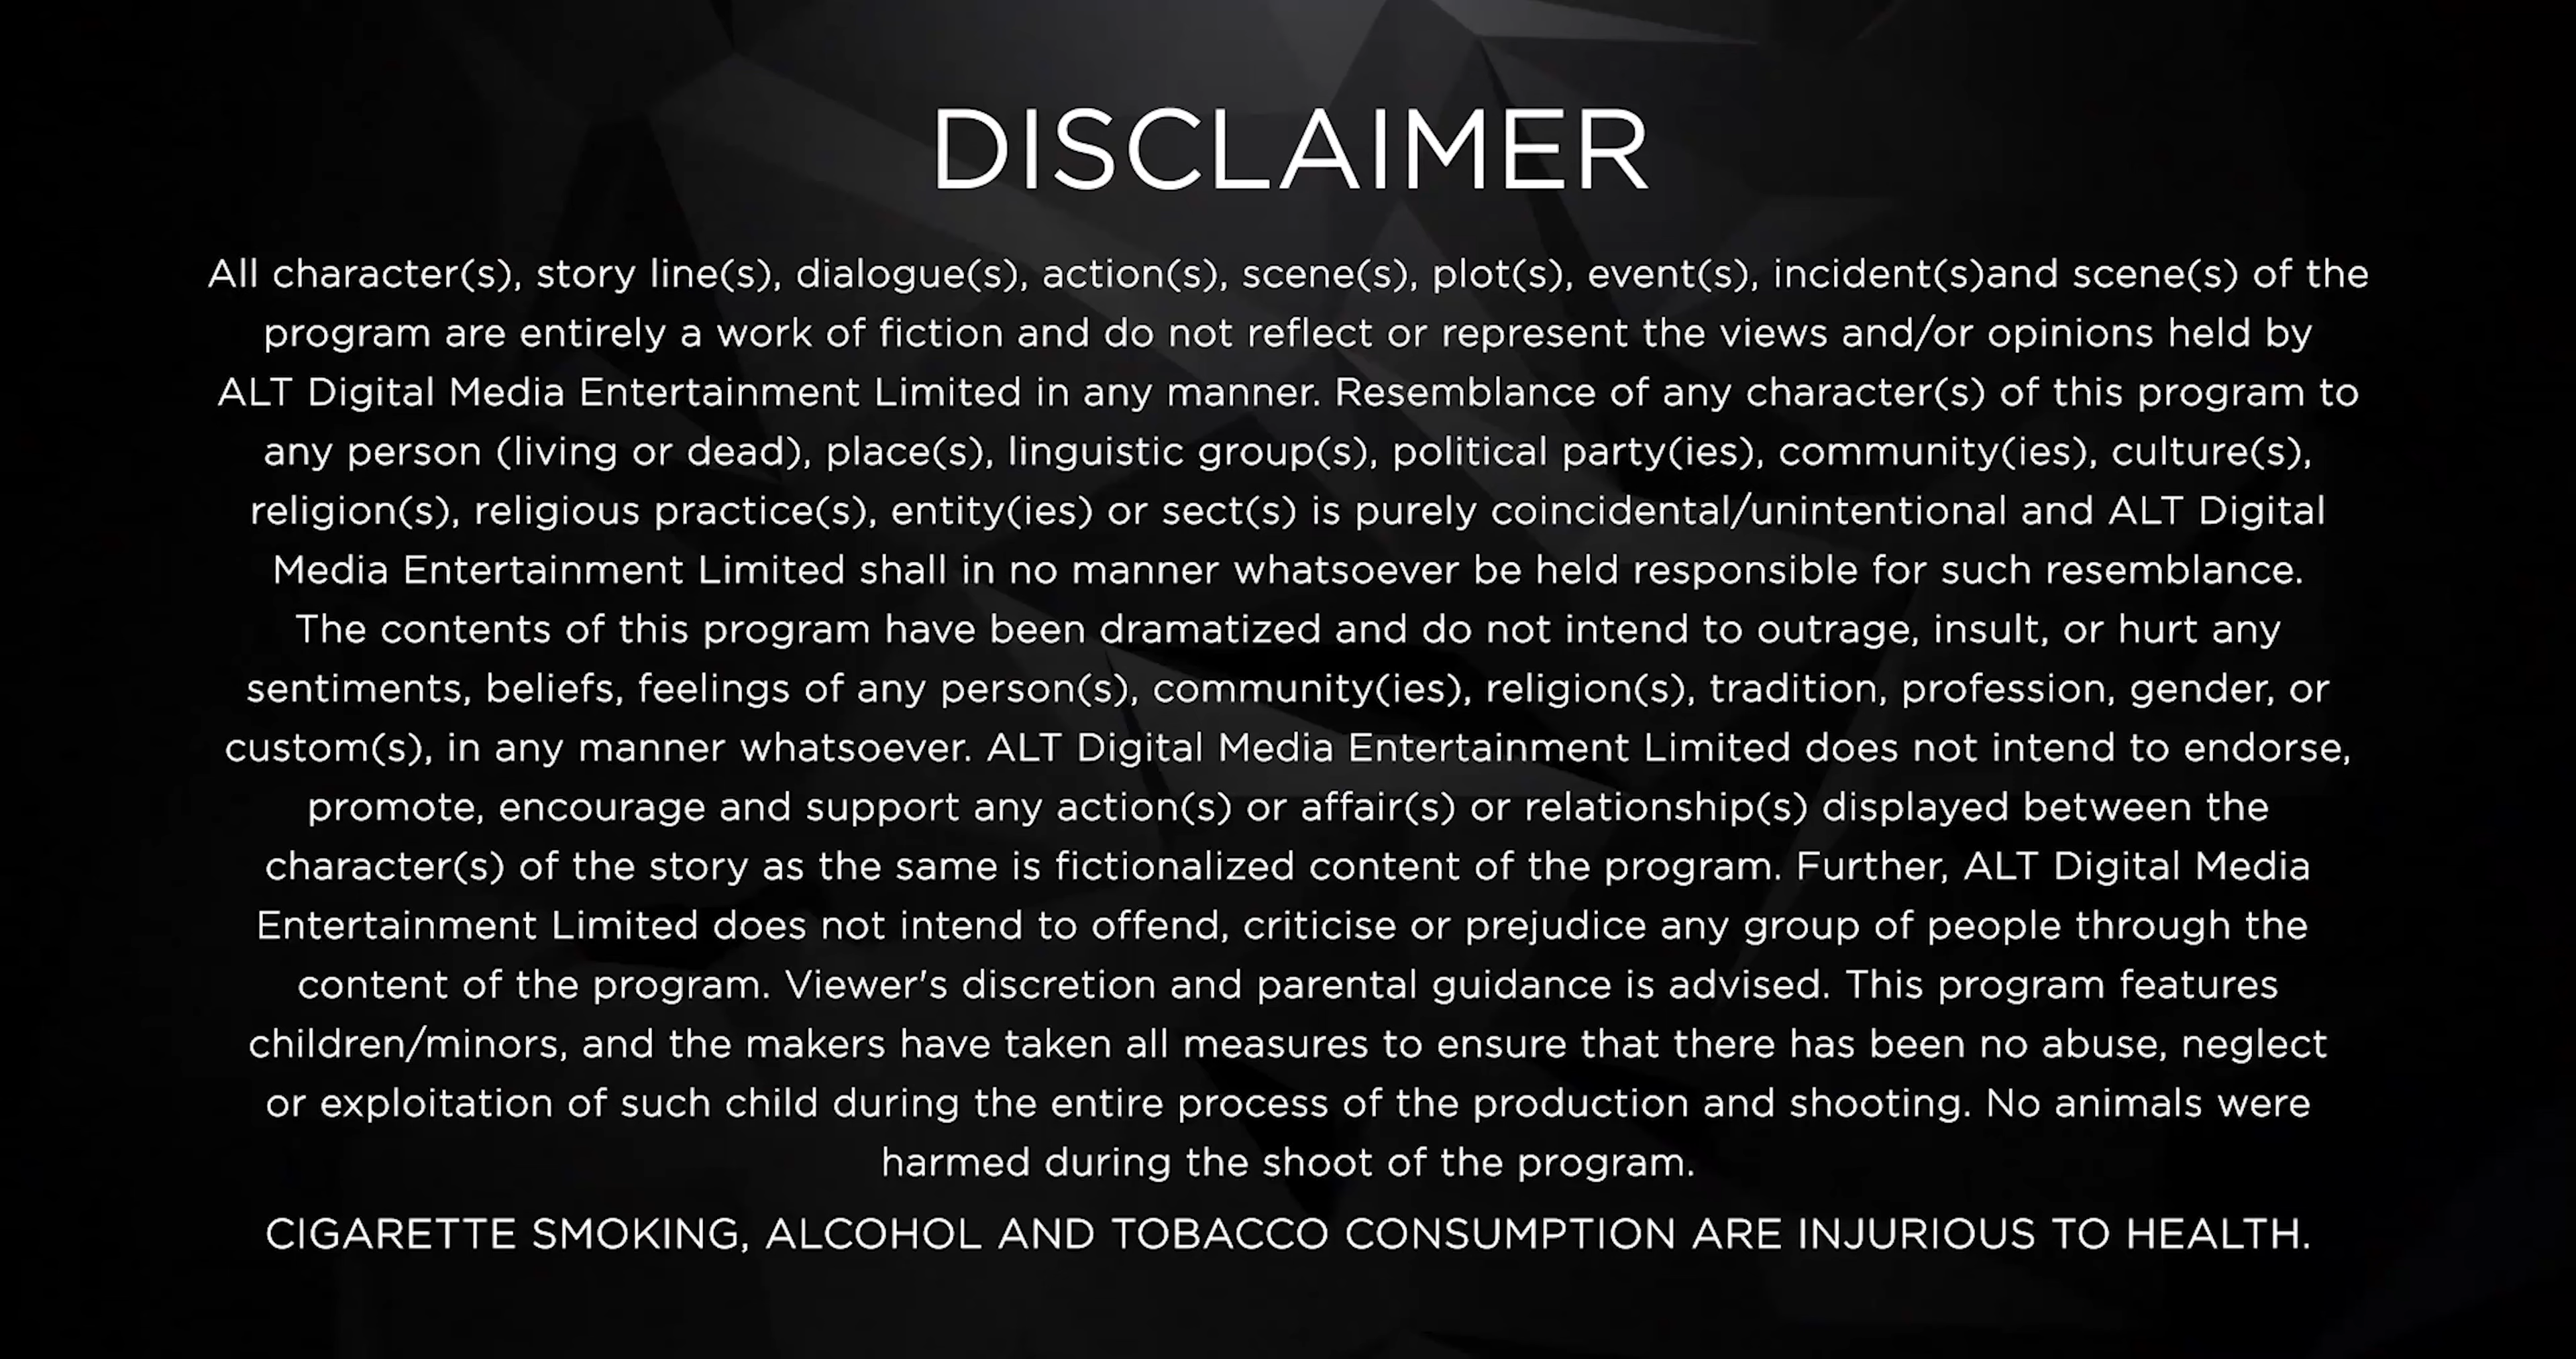 DISCLAIMER
All character(s), story line(s), dialogue(s), action(s), scene(s), plot(s), event(s), incident(s)and scene(s) of the
program are entirely a work of fiction and do not reflect or represent the views and/or opinions held by
ALT Digital Media Entertainment Limited in any manner. Resemblance of any character(s) of this program to
any person (living or dead), place(s), linguistic group(s), political party(ies), community(ies), culture(s),
religion(s), religious practice(s), entity(ies) or sect(s) is purely coincidental/unintentional and ALT Digital
Media Entertainment Limited shall in no manner whatsoever be held responsible for such resemblance.
The contents of this program have been dramatized and do not intend to outrage, insult, or hurt any
sentiments, beliefs, feelings of any person(s), community(ies), religion(s), tradition, profession, gender, or
custom(s), in any manner whatsoever. ALT Digital Media Entertainment Limited does not intend to endorse,
promote, encourage and support any action(s) or affair(s) or relationship(s) displayed between the
character(s) of the story as the same is fictionalized content of the program. Further, ALT Digital Media
Entertainment Limited does not intend to offend, criticise or prejudice any group of people through the
content of the program. Viewer's discretion and parental guidance is advised. This program features
children/minors, and the makers have taken all measures to ensure that there has been no abuse, neglect
or exploitation of such child during the entire process of the production and shooting. No animals were
harmed during the shoot of the program.
CIGARETTE SMOKING, ALCOHOL AND TOBACCO CONSUMPTION ARE INJURIOUS TO HEALTH.